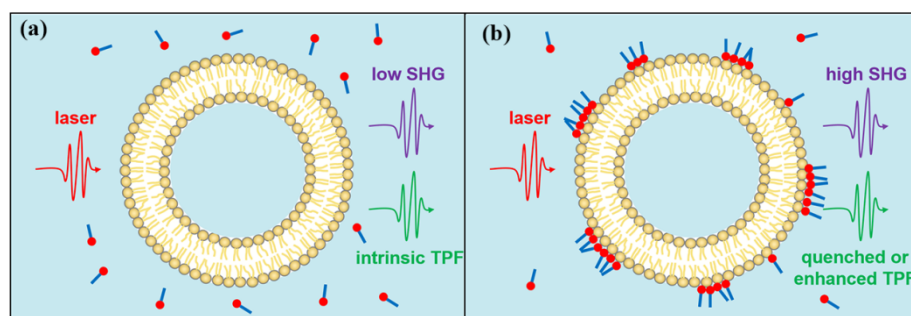 (a)
low SHG
laser
intrinsic TPF
(b)
high SHG
laser
quenched or
enhanced TPF